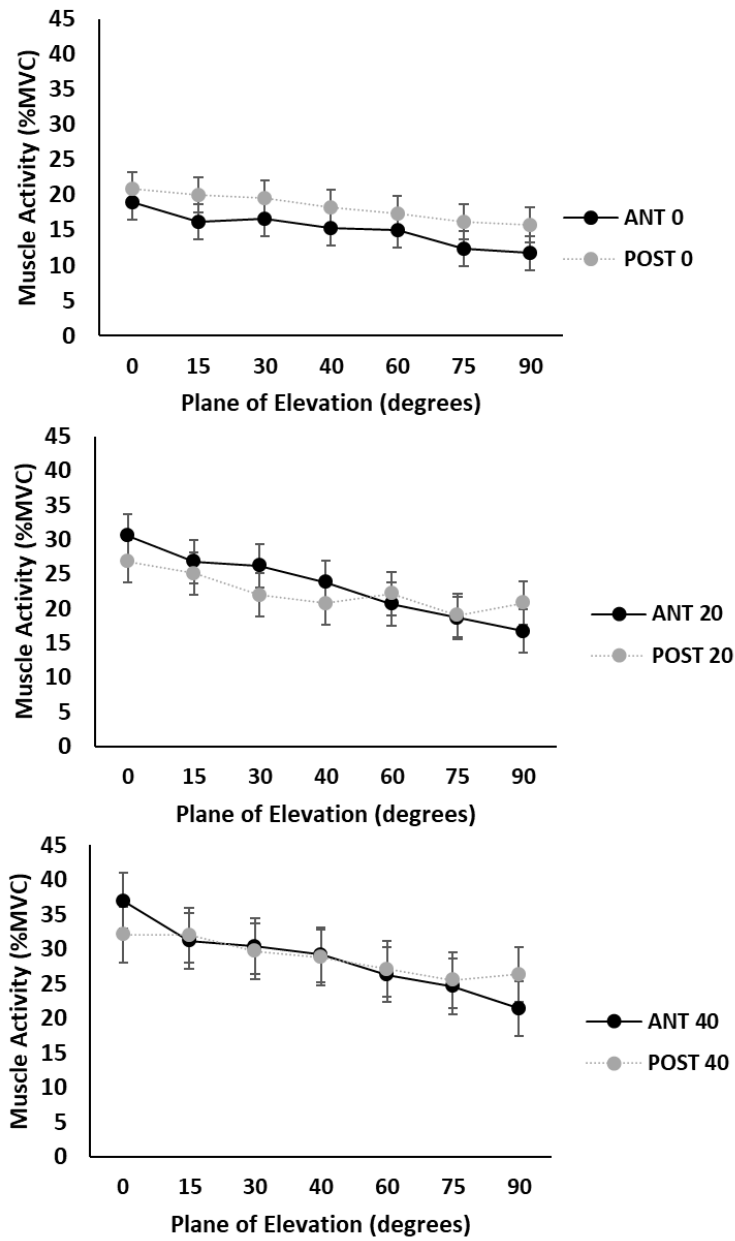 45
40
35
30
25
20
15
10
5
0
Muscle Activity (%MVC)
0 15 30 40 60 75 90
Plane of Elevation (degrees)
ANT 0
POST 0
45
40
35
30
25
20
15
10
5
0
Muscle Activity (%MVC)
0 15 30 40 60 75 90
Plane of Elevation (degrees)
ANT 20
POST 20
45
40
35
30
25
20
15
10
5
0
Muscle Activity (%MVC)
0 15 30 40 60 75 90
Plane of Elevation (degrees)
ANT 40
POST 40